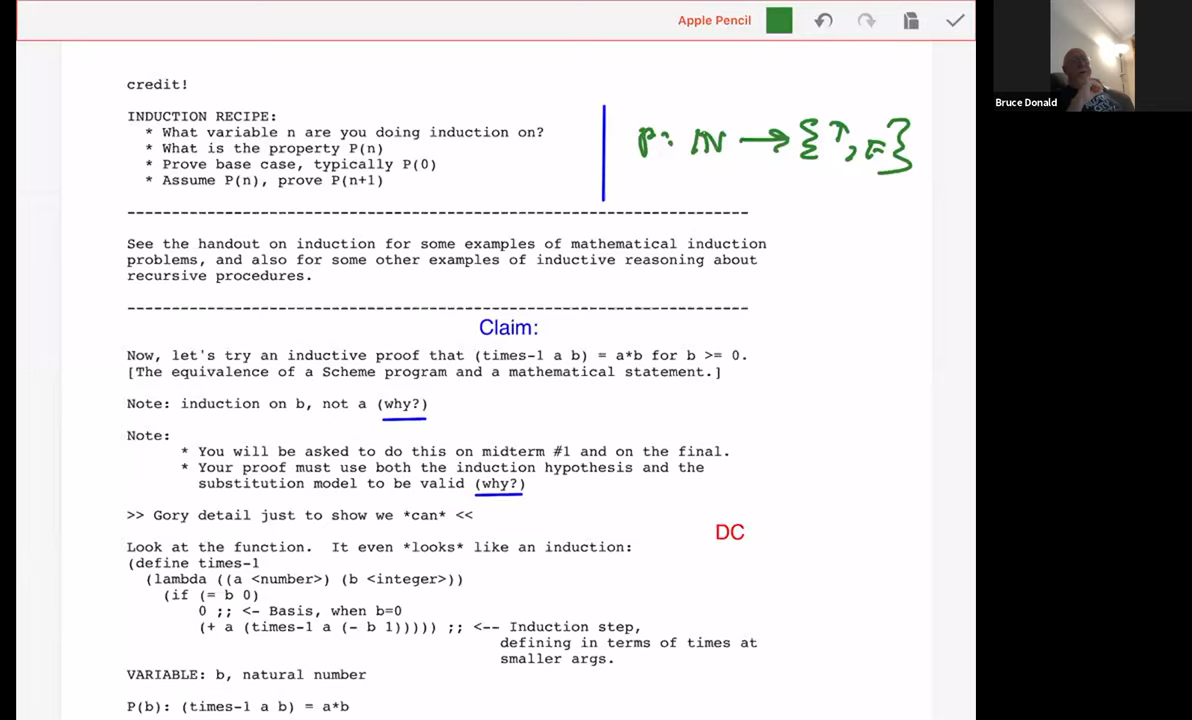 Apple Pencil
Bruce Donald
credit!
INDUCTION RECIPE:
* What variable n are you doing induction on?
* What is the property P(n)
* Prove base case, typically P(0)
* Assume P(n), prove P(n+1)
P: ℕ → {T, F}
--------------------------------------------------------------------
See the handout on induction for some examples of mathematical induction
problems, and also for some other examples of inductive reasoning about
recursive procedures.
--------------------------------------------------------------------
Claim:
Now, let's try an inductive proof that (times-1 a b) = a*b for b >= 0.
[The equivalence of a Scheme program and a mathematical statement.]
Note: induction on b, not a (why?)
Note:
* You will be asked to do this on midterm #1 and on the final.
* Your proof must use both the induction hypothesis and the
substitution model to be valid (why?)
>> Gory detail just to show we *can* <<
DC
Look at the function. It even *looks* like an induction:
(define times-1
(lambda ((a <number>) (b <integer>))
(if (= b 0)
0 ;; <- Basis, when b=0
(+ a (times-1 a (- b 1))))) ;; <-- Induction step,
defining in terms of times at
smaller args.
VARIABLE: b, natural number
P(b): (times-1 a b) = a*b